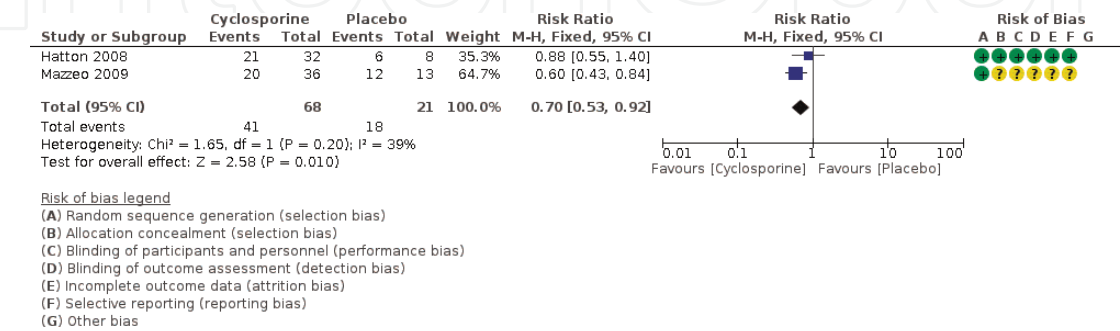 Cyclosporine Placebo Risk Ratio Risk Ratio Risk of Bias
Study or Subgroup Events Total Events Total Weight M-H, Fixed, 95% CI M-H, Fixed, 95% CI A B C D E F G
Hatton 2008 21 32 6 8 35.3% 0.88 [0.55, 1.40] + + + + + +
Mazzeo 2009 20 36 12 13 64.7% 0.60 [0.43, 0.84] + ? ? ? ? ?
Total (95% CI) 68 21 100.0% 0.70 [0.53, 0.92]
Total events 41 18
Heterogeneity: Chi² = 1.65, df = 1 (P = 0.20); I² = 39%
Test for overall effect: Z = 2.58 (P = 0.010)
0.01 0.1 1 10 100
Favours [Cyclosporine] Favours [Placebo]
Risk of bias legend
(A) Random sequence generation (selection bias)
(B) Allocation concealment (selection bias)
(C) Blinding of participants and personnel (performance bias)
(D) Blinding of outcome assessment (detection bias)
(E) Incomplete outcome data (attrition bias)
(F) Selective reporting (reporting bias)
(G) Other bias